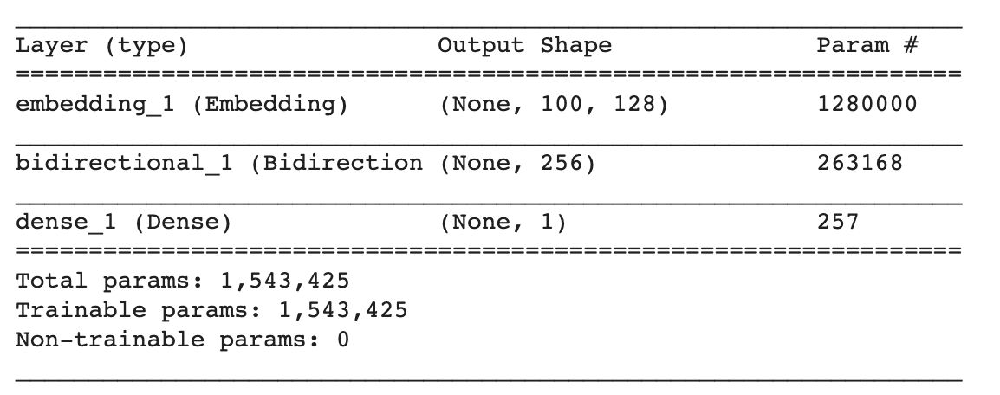 _________________________________________________________________
Layer (type)                 Output Shape              Param #
=================================================================
embedding_1 (Embedding)      (None, 100, 128)          1280000
_________________________________________________________________
bidirectional_1 (Bidirection (None, 256)               263168
_________________________________________________________________
dense_1 (Dense)              (None, 1)                 257
=================================================================
Total params: 1,543,425
Trainable params: 1,543,425
Non-trainable params: 0
_________________________________________________________________